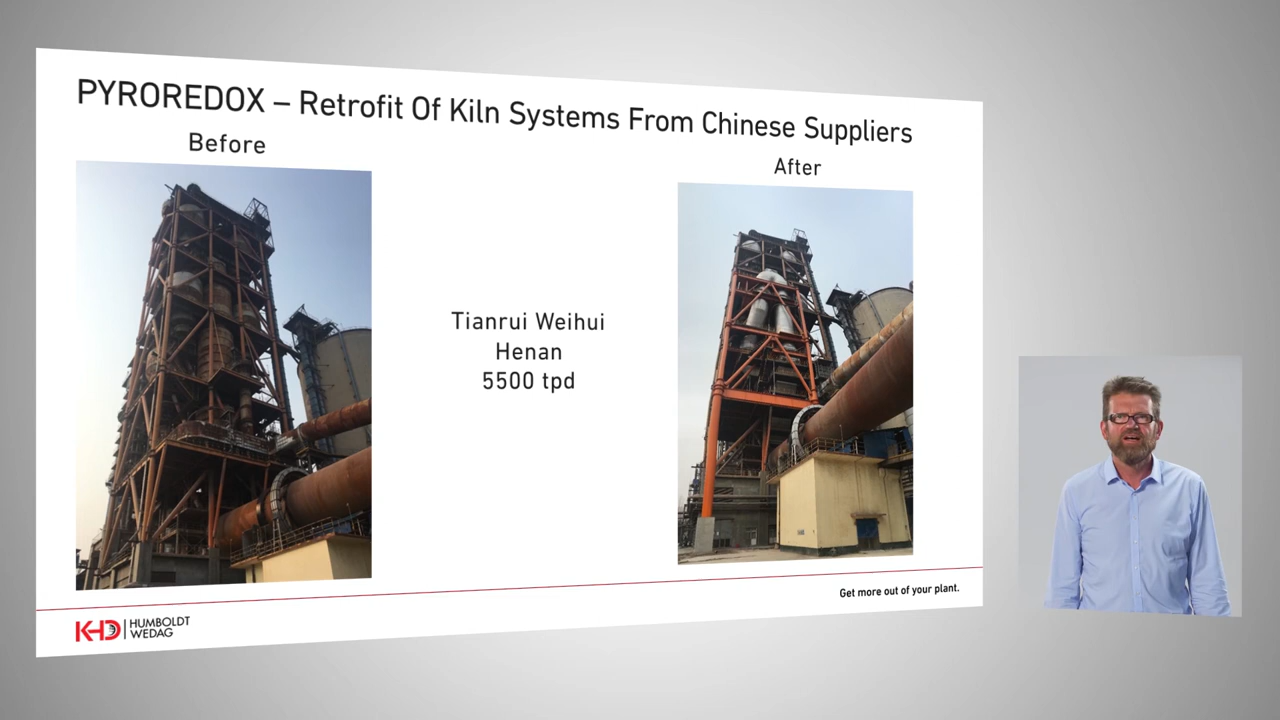 PYROREDOX – Retrofit Of Kiln Systems From Chinese Suppliers
Before
After
Tianrui Weihui
Henan
5500 tpd
Get more out of your plant.
KHD
HUMBOLDT
WEDAG